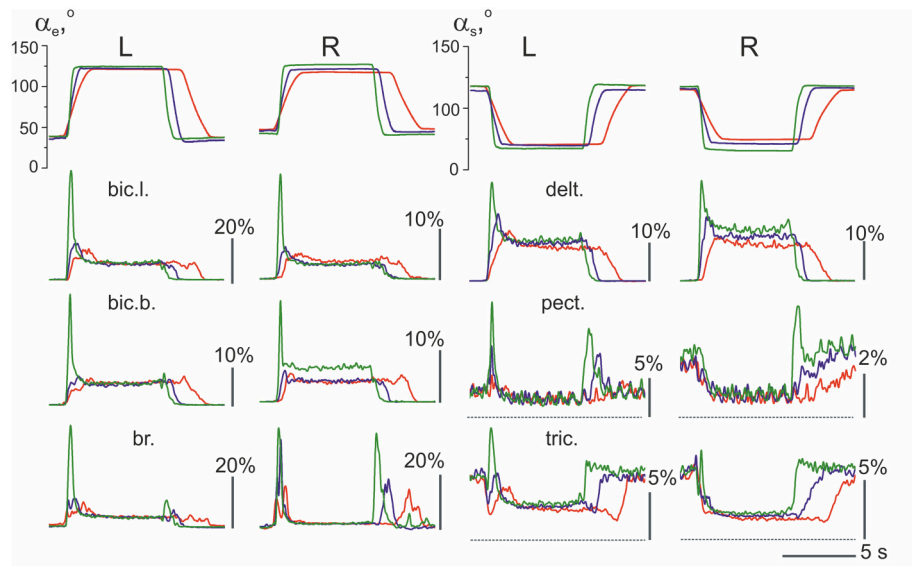 αe,° αs,°
L R L R
150 150
100 100
50 50
0 0
bic.l. delt.
20% 10% 10% 10%
bic.b. pect.
10% 10% 5% 2%
br. tric.
20% 20% 5% 5%
5 s